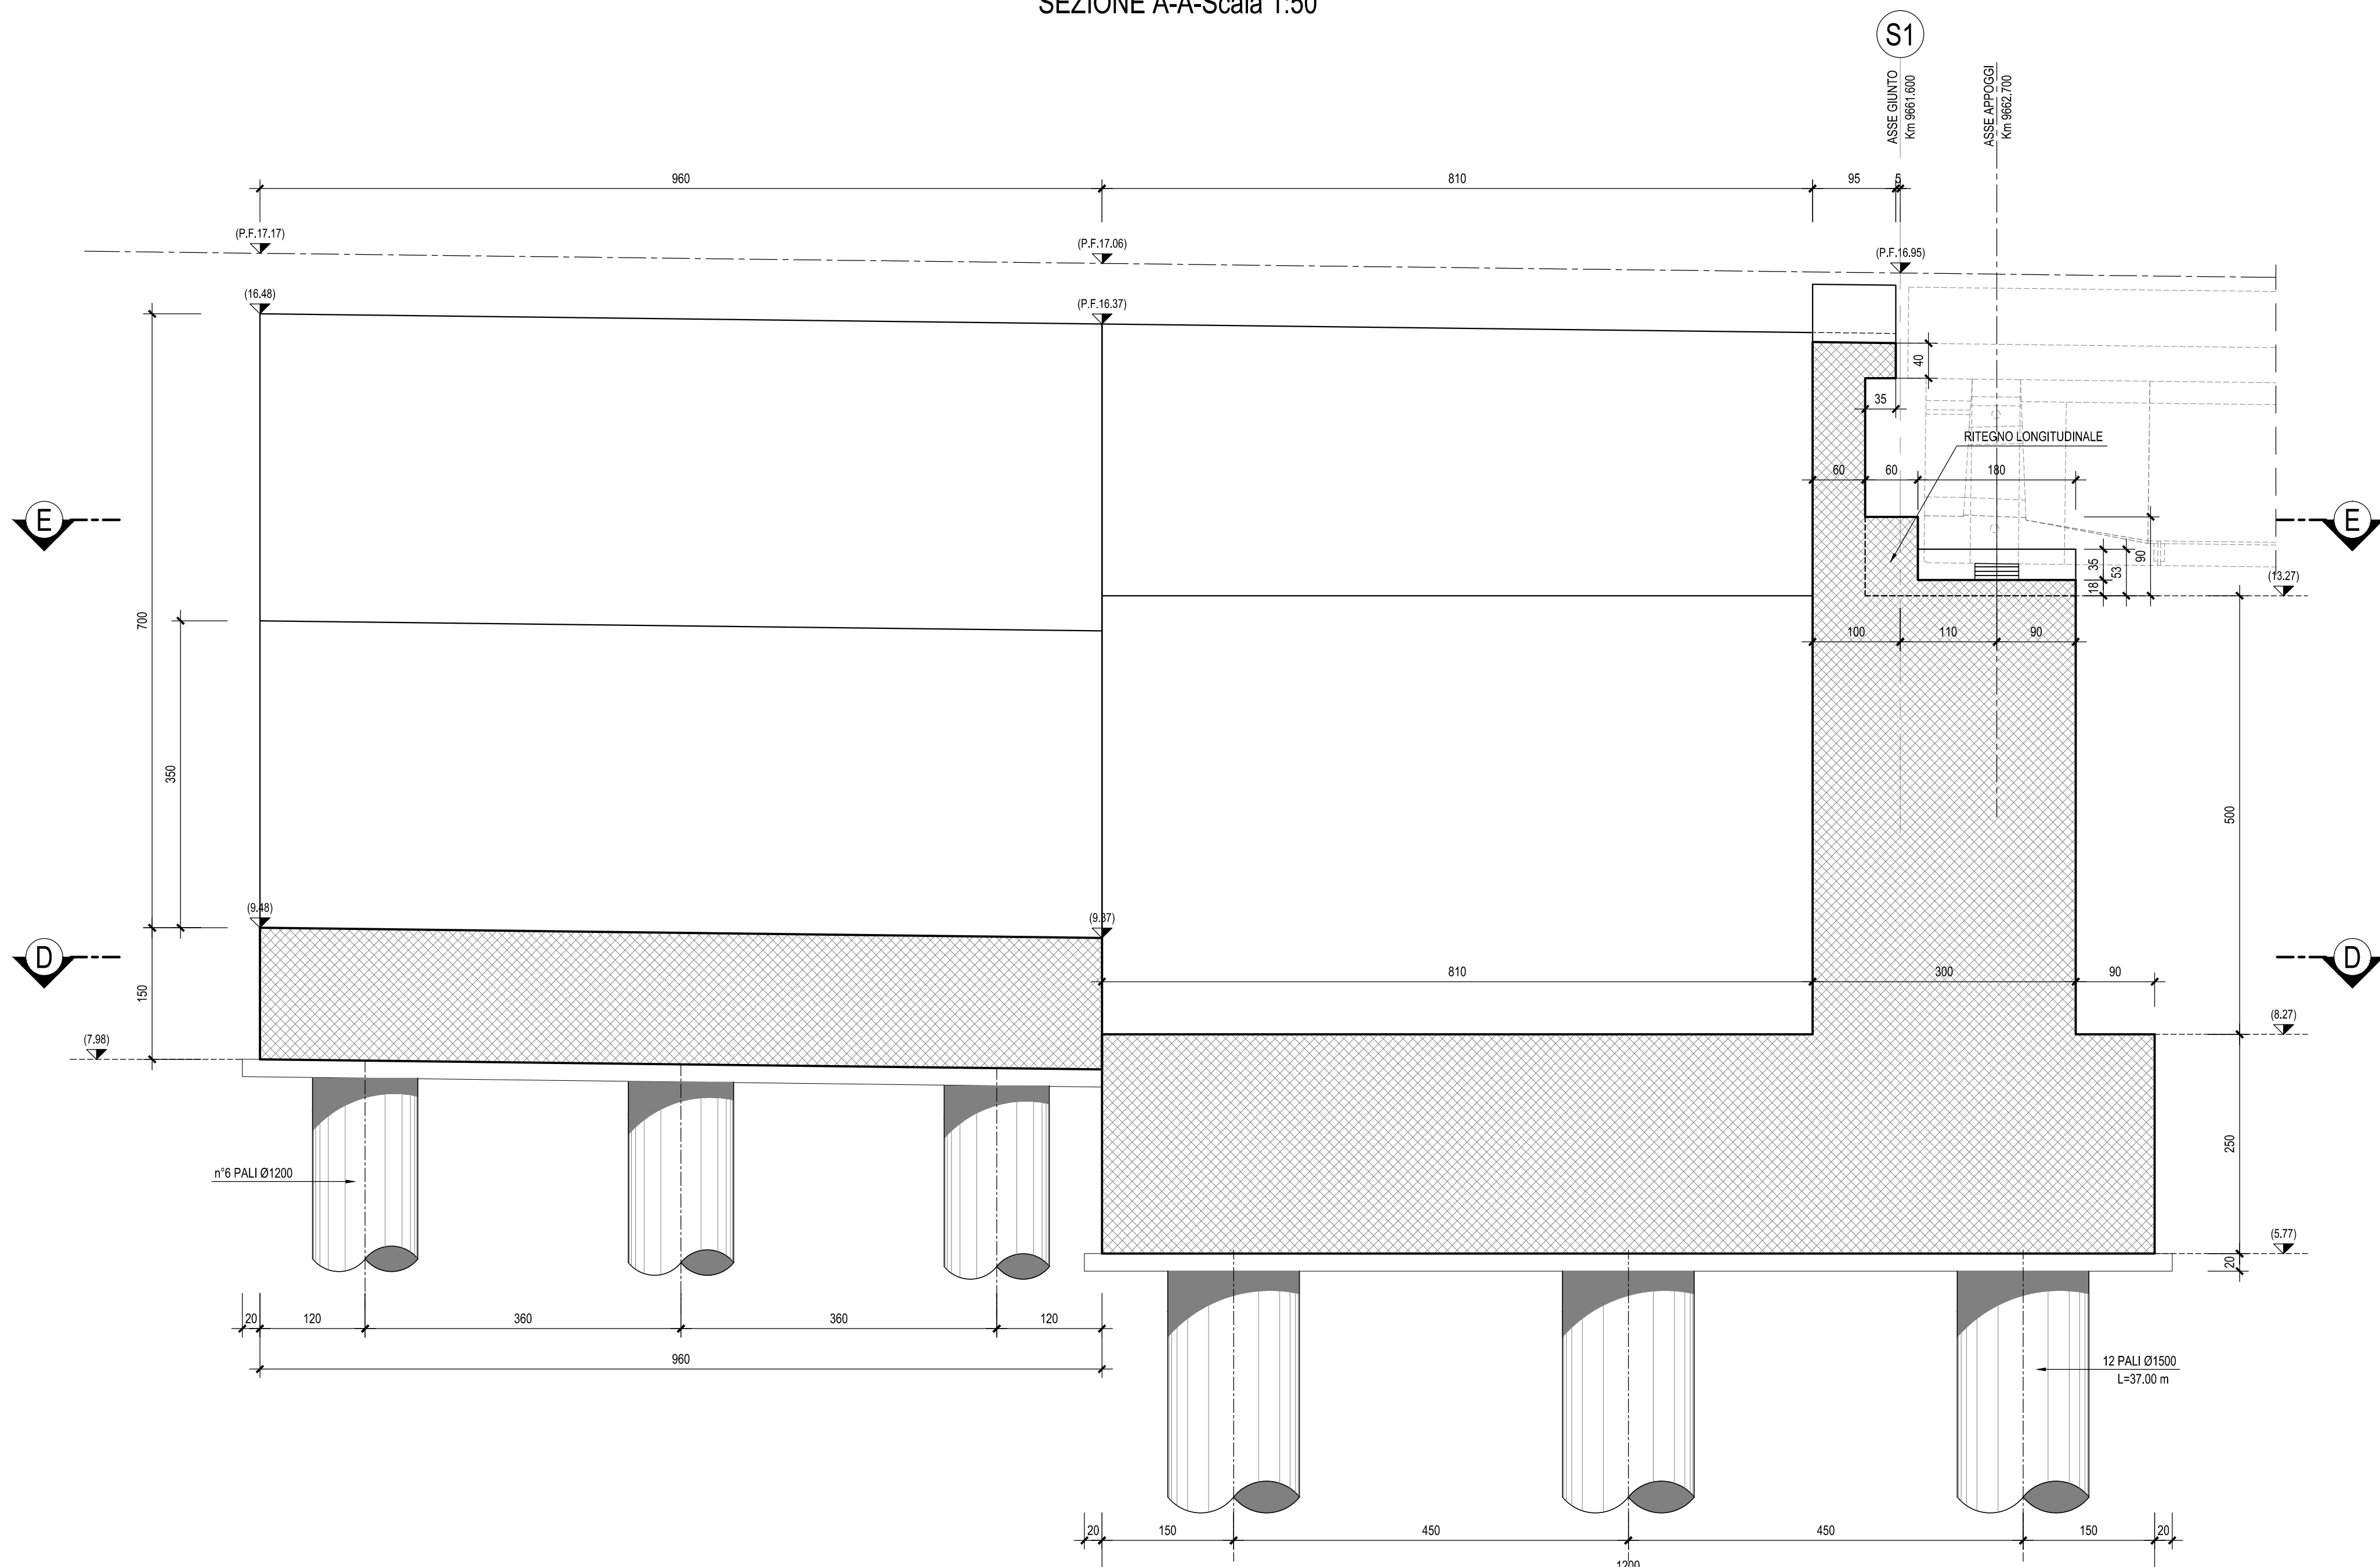 SEZIONE A-A-Scala 1:50
S1
ASSE GIUNTO
Km 9661.600
ASSE APPOGGI
Km 9662.700
960
810
95
5
(P.F.17.17)
(P.F.17.06)
(P.F.16.95)
(16.48)
(P.F.16.37)
40
35
RITEGNO LONGITUDINALE
60
60
180
E
E
90
35
53
18
(13.27)
700
350
100
110
90
500
(9.48)
(9.87)
D
D
150
810
300
90
(7.98)
(8.27)
n°6 PALI Ø1200
250
(5.77)
20
20
120
360
360
120
960
12 PALI Ø1500
L=37.00 m
20
150
450
450
150
20
1200